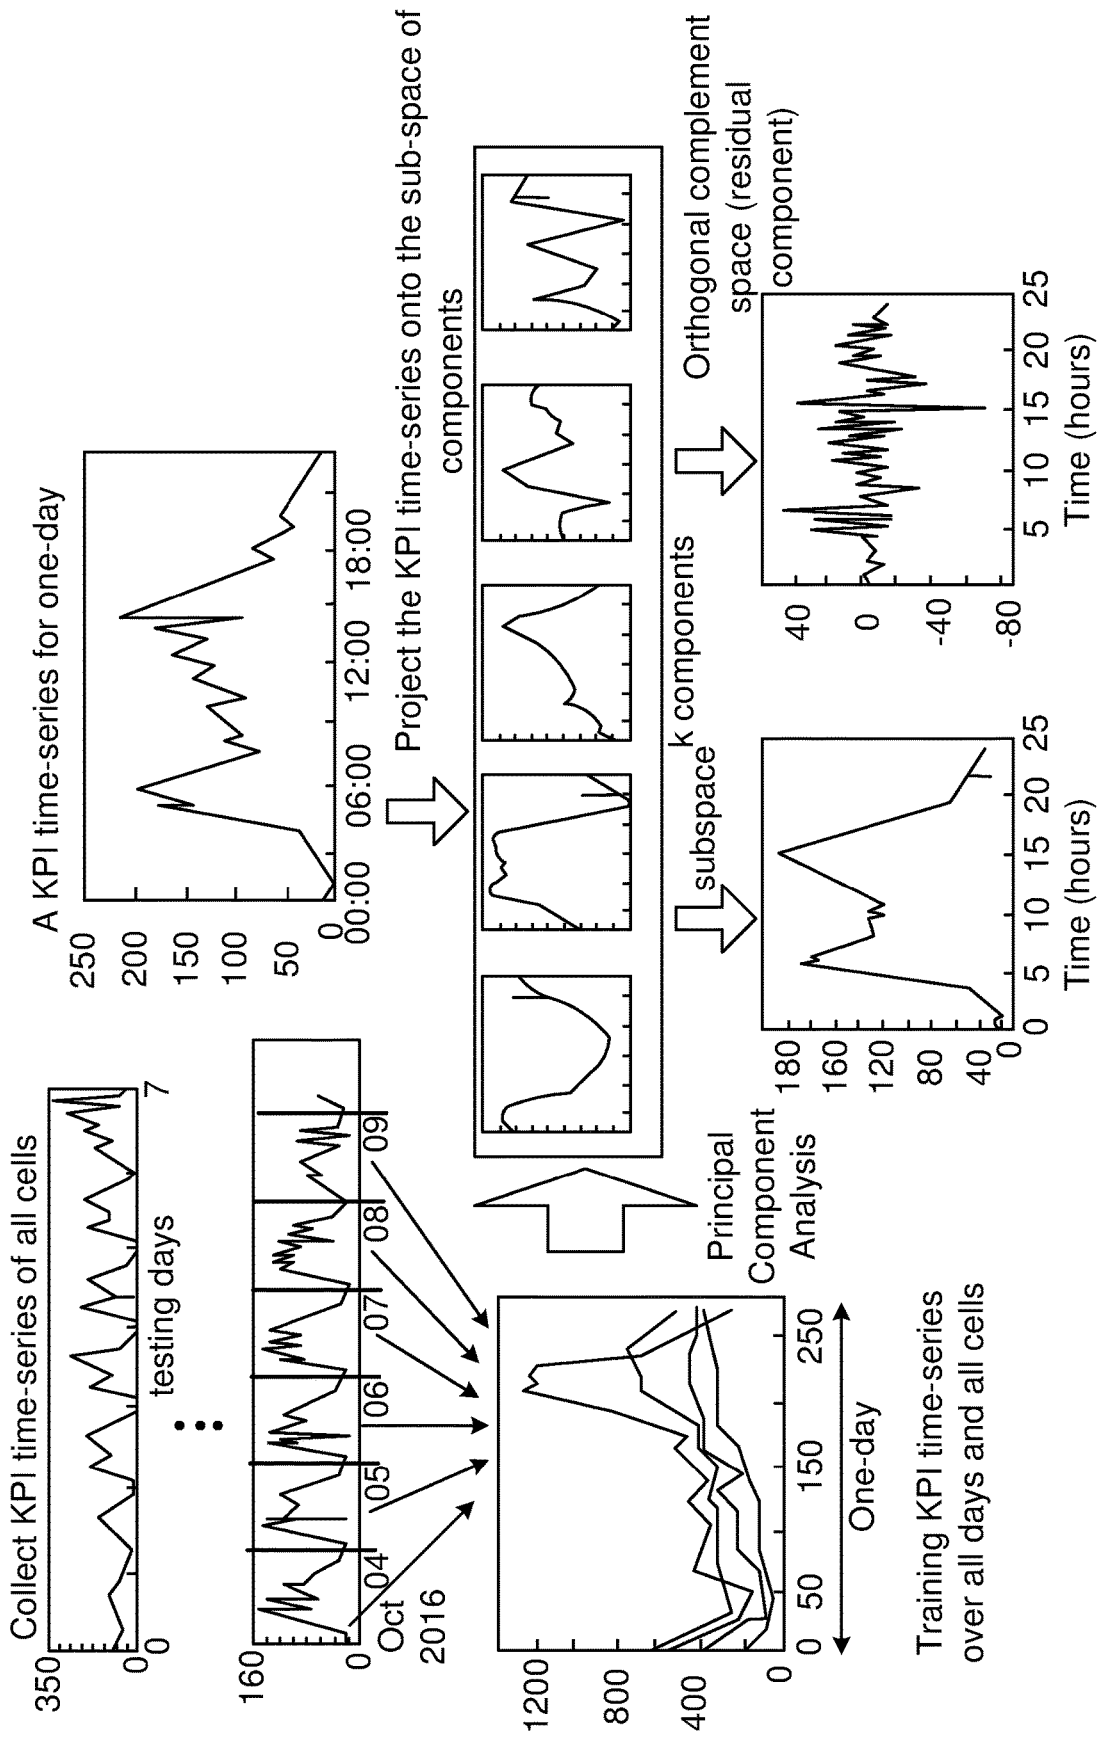 Collect KPI time-series of all cells
350
0
0
7
testing days
160
0
04
05
06
07
08
09
Oct
2016
1200
800
400
0
0
50
150
250
One-day
Training KPI time-series
over all days and all cells
Principal
Component
Analysis
A KPI time-series for one-day
250
200
150
100
50
0
00:00
06:00
12:00
18:00
Project the KPI time-series onto the sub-space of
components
k components
subspace
180
160
120
80
40
0
0
5
10
15
20
25
Time (hours)
Orthogonal complement
space (residual
component)
40
0
-40
-80
5
10
15
20
25
Time (hours)